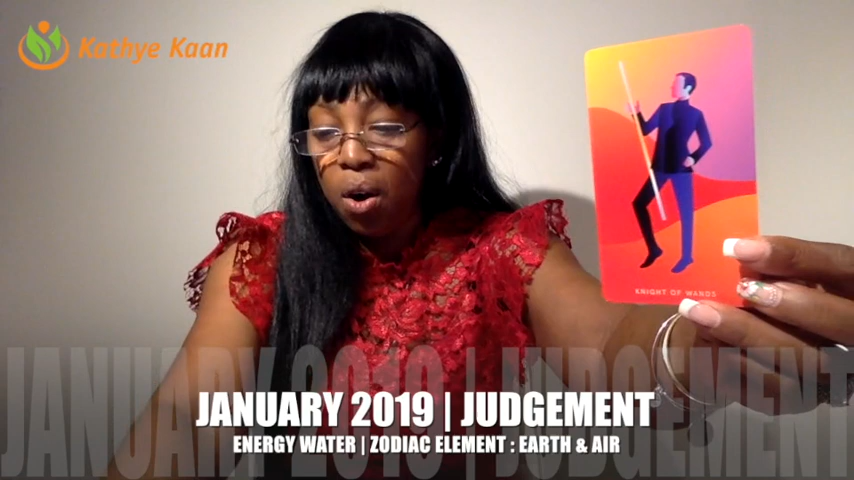 Kathye Kaan
KNIGHT OF WANDS
JANUARY 2019 | JUDGEMENT
JANUARY 2019 | JUDGEMENT
ENERGY WATER | ZODIAC ELEMENT : EARTH & AIR